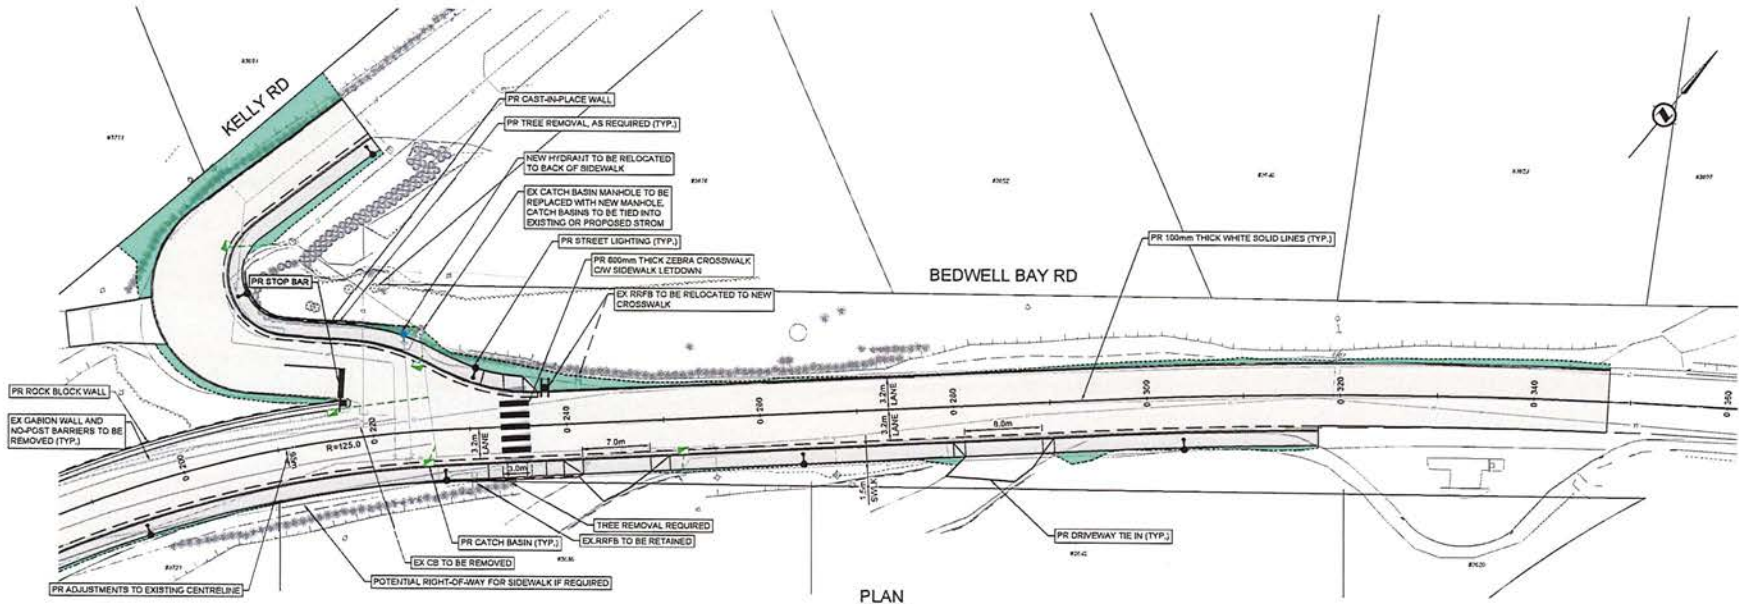 KELLY RD
PR CAST-IN-PLACE WALL
PR TREE REMOVAL, AS REQUIRED (TYP.)
NEW HYDRANT TO BE RELOCATED
TO BACK OF SIDEWALK
EX CATCH BASIN MANHOLE TO BE
REPLACED WITH NEW MANHOLE,
CATCH BASINS TO BE TIED INTO
EXISTING OR PROPOSED STROM
PR STREET LIGHTING (TYP.)
PR 600mm THICK ZEBRA CROSSWALK
C/W SIDEWALK LETDOWN
EX RRFB TO BE RELOCATED TO NEW
CROSSWALK
PR STOP BAR
PR 100mm THICK WHITE SOLID LINES (TYP.)
BEDWELL BAY RD
PR ROCK BLOCK WALL
EX GABION WALL AND
NO-POST BARRIERS TO BE
REMOVED (TYP.)
R=125.0
0+200
0+220
0+240
0+260
0+280
0+300
0+320
0+340
0+360
3.2m
LANE
3.2m
LANE
3.2m
LANE
7.0m
6.0m
3.0m
1.5m
SWLK
TREE REMOVAL REQUIRED
EX.RRFB TO BE RETAINED
PR CATCH BASIN (TYP.)
EX CB TO BE REMOVED
POTENTIAL RIGHT-OF-WAY FOR SIDEWALK IF REQUIRED
PR ADJUSTMENTS TO EXISTING CENTRELINE
PR DRIVEWAY TIE IN (TYP.)
PLAN